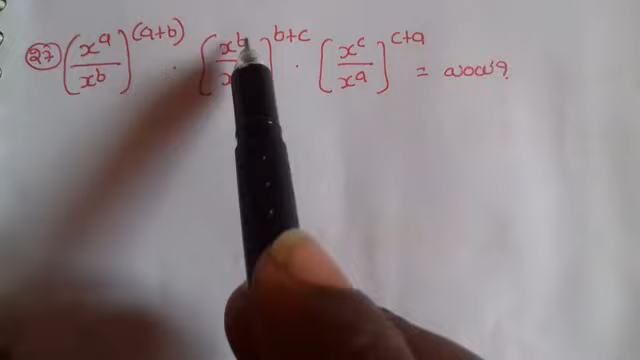 27 (x^a/x^b)^(a+b) · [x^b/x]^b+c · [x^c/x^a]^c+a =